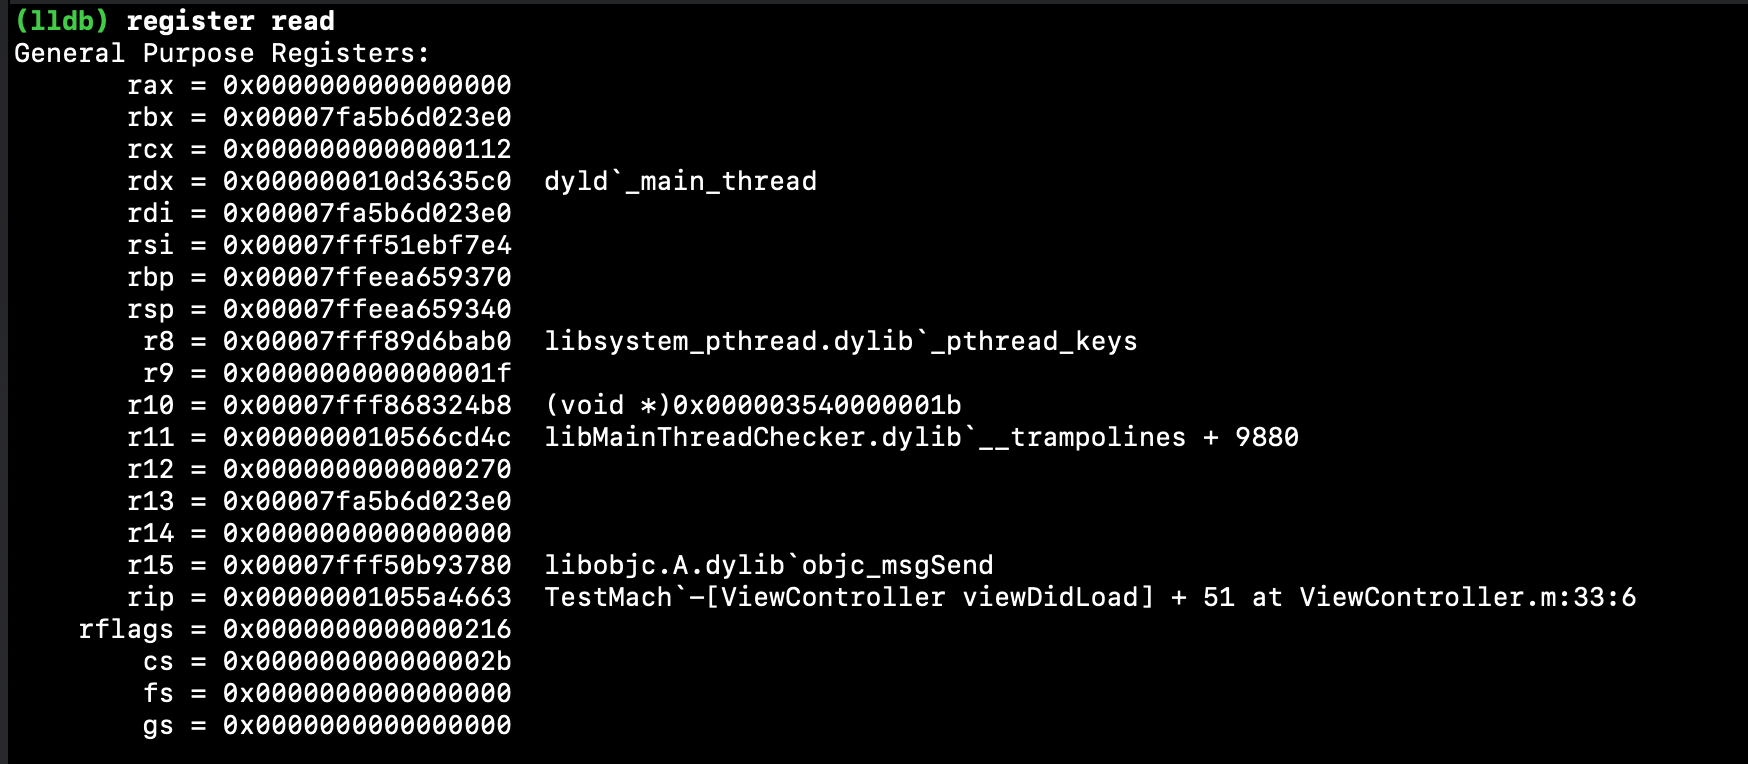 (lldb) register read
General Purpose Registers:
       rax = 0x0000000000000000
       rbx = 0x00007fa5b6d023e0
       rcx = 0x0000000000000112
       rdx = 0x000000010d3635c0  dyld`_main_thread
       rdi = 0x00007fa5b6d023e0
       rsi = 0x00007fff51ebf7e4
       rbp = 0x00007ffeea659370
       rsp = 0x00007ffeea659340
        r8 = 0x00007fff89d6bab0  libsystem_pthread.dylib`_pthread_keys
        r9 = 0x000000000000001f
       r10 = 0x00007fff868324b8  (void *)0x000003540000001b
       r11 = 0x000000010566cd4c  libMainThreadChecker.dylib`__trampolines + 9880
       r12 = 0x0000000000000270
       r13 = 0x00007fa5b6d023e0
       r14 = 0x0000000000000000
       r15 = 0x00007fff50b93780  libobjc.A.dylib`objc_msgSend
       rip = 0x00000001055a4663  TestMach`-[ViewController viewDidLoad] + 51 at ViewController.m:33:6
    rflags = 0x0000000000000216
        cs = 0x000000000000002b
        fs = 0x0000000000000000
        gs = 0x0000000000000000